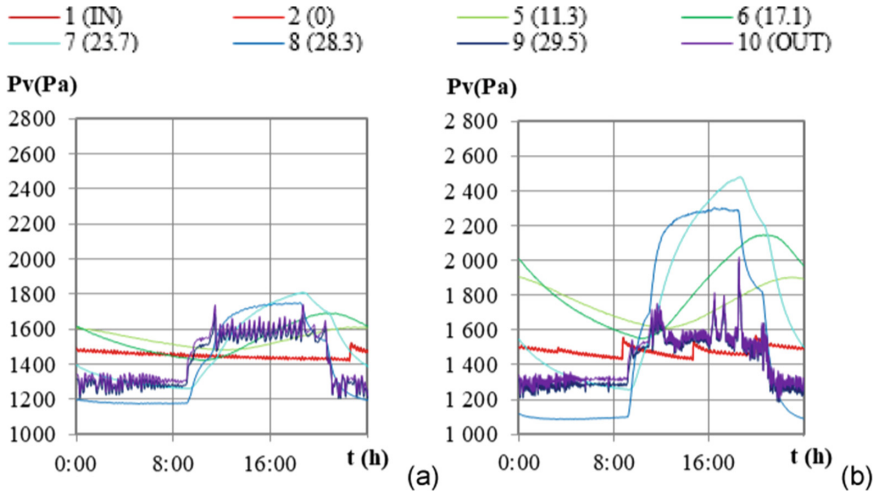 1 (IN) 2 (0) 5 (11.3) 6 (17.1)
7 (23.7) 8 (28.3) 9 (29.5) 10 (OUT)
Pv(Pa)
2800
2600
2400
2200
2000
1800
1600
1400
1200
1000
0:00 8:00 16:00 t (h)
(a)
Pv(Pa)
2 800
2 600
2 400
2 200
2 000
1 800
1 600
1 400
1 200
1 000
0:00 8:00 16:00 t (h)
(b)